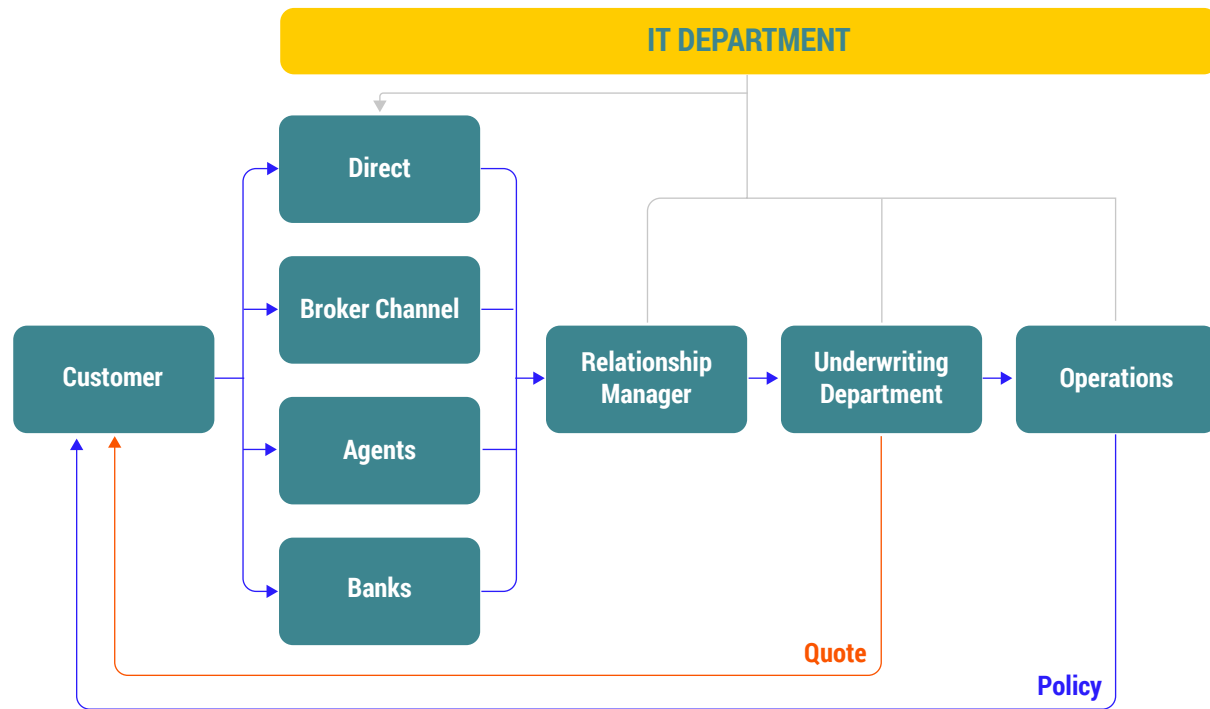 IT DEPARTMENT
Direct
Broker Channel
Customer
Relationship
Manager
Underwriting
Department
Operations
Agents
Banks
Quote
Policy